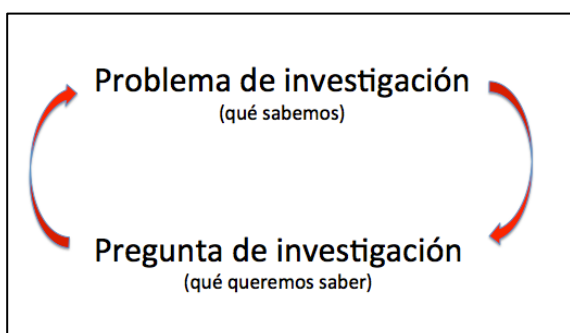 Problema de investigación
(qué sabemos)
Pregunta de investigación
(qué queremos saber)